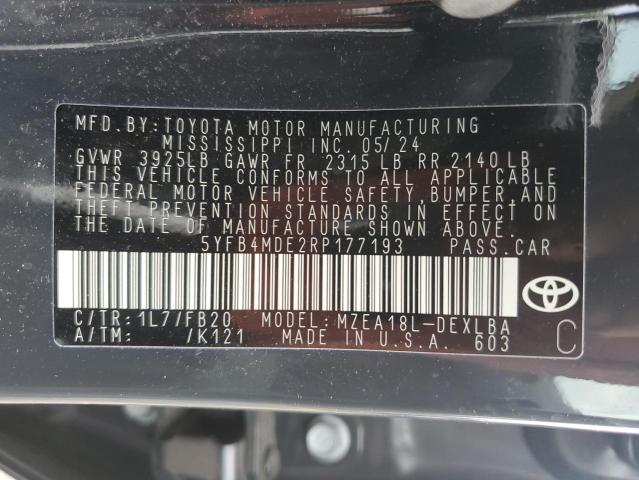 MFD.BY:TOYOTA MOTOR MANUFACTURING
MISSISSIPPI INC. 05/24
GVWR 3925LB GAWR FR 2315 LB RR 2140 LB
THIS VEHICLE CONFORMS TO ALL APPLICABLE
FEDERAL MOTOR VEHICLE SAFETY, BUMPER, AND
THEFT PREVENTION STANDARDS IN EFFECT ON
THE DATE OF MANUFACTURE SHOWN ABOVE.
5YFB4MDE2RP177193 PASS.CAR
C/TR:1L7/FB20 MODEL:MZEA18L-DEXLBA
A/TM: /K121 MADE IN U.S.A. 603
C